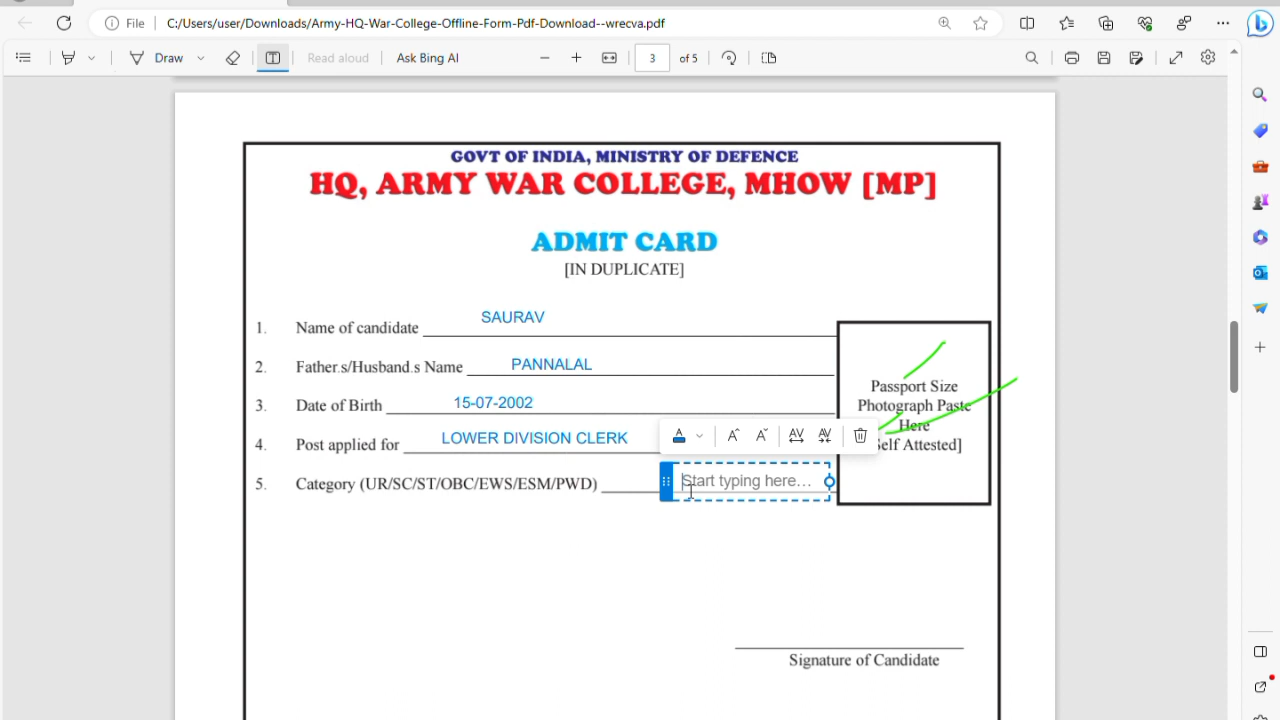 File C:/Users/user/Downloads/Army-HQ-War-College-Offline-Form-Pdf-Download--wrecva.pdf
Draw Read aloud Ask Bing AI 3 of 5
GOVT OF INDIA, MINISTRY OF DEFENCE
HQ, ARMY WAR COLLEGE, MHOW [MP]
ADMIT CARD
[IN DUPLICATE]
1. Name of candidate SAURAV
2. Father.s/Husband.s Name PANNALAL
3. Date of Birth 15-07-2002
4. Post applied for LOWER DIVISION CLERK
5. Category (UR/SC/ST/OBC/EWS/ESM/PWD) Start typing here...
Passport Size
Photograph Paste
Here
Self Attested]
Signature of Candidate